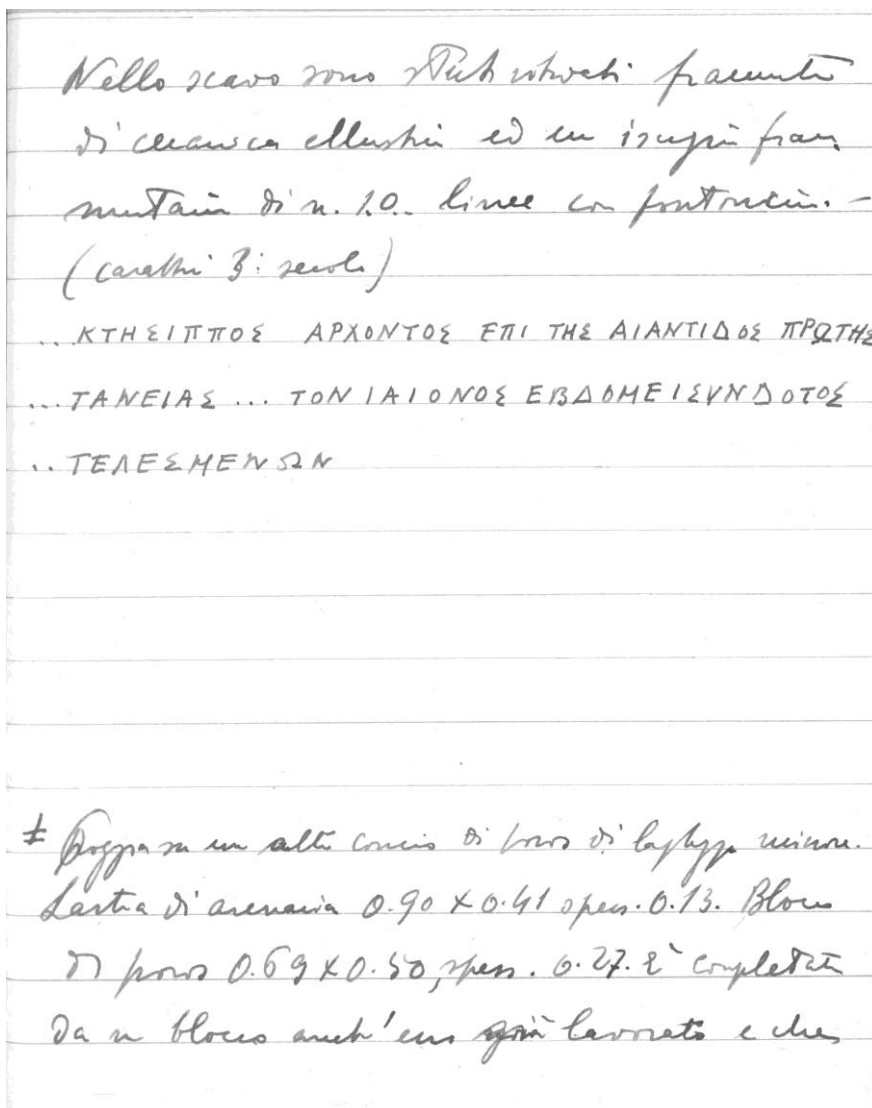 Nello scavo sono stati trovati frammenti
di ceramica ellenistica ed un iscrizione fram
mentaria di n. 10. linee con
(caratteri 3: secolo)
... ΚΤΗΣΙΠΠΟΣ ΑΡΧΟΝΤΟΣ ΕΠΙ ΤΗΣ ΑΙΑΝΤΙΔΟΣ ΠΡΩΤΗΣ
... ΤΑΝΕΙΑΣ ... ΤΟΝ ΙΑΙΟΝΟΣ ΕΒΔΟΜΕΙΣΥΝΔΟΤΟΣ
.. ΤΕΛΕΣΜΕΝΩΝ
Poggia su un altro concio di poros di larghezza minore.
Lastra di arenaria 0.90 x 0.41 spess. 0.13. Blocco
di poros 0.69 x 0.50, spess. 0.27. È completata
da un blocco anch'esso già lavorato e che